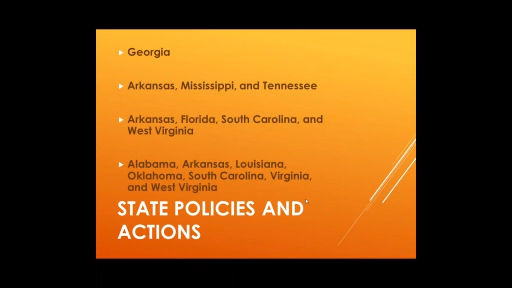 Georgia
Arkansas, Mississippi, and Tennessee
Arkansas, Florida, South Carolina, and
West Virginia
Alabama, Arkansas, Louisiana,
Oklahoma, South Carolina, Virginia,
and West Virginia
STATE POLICIES AND
ACTIONS